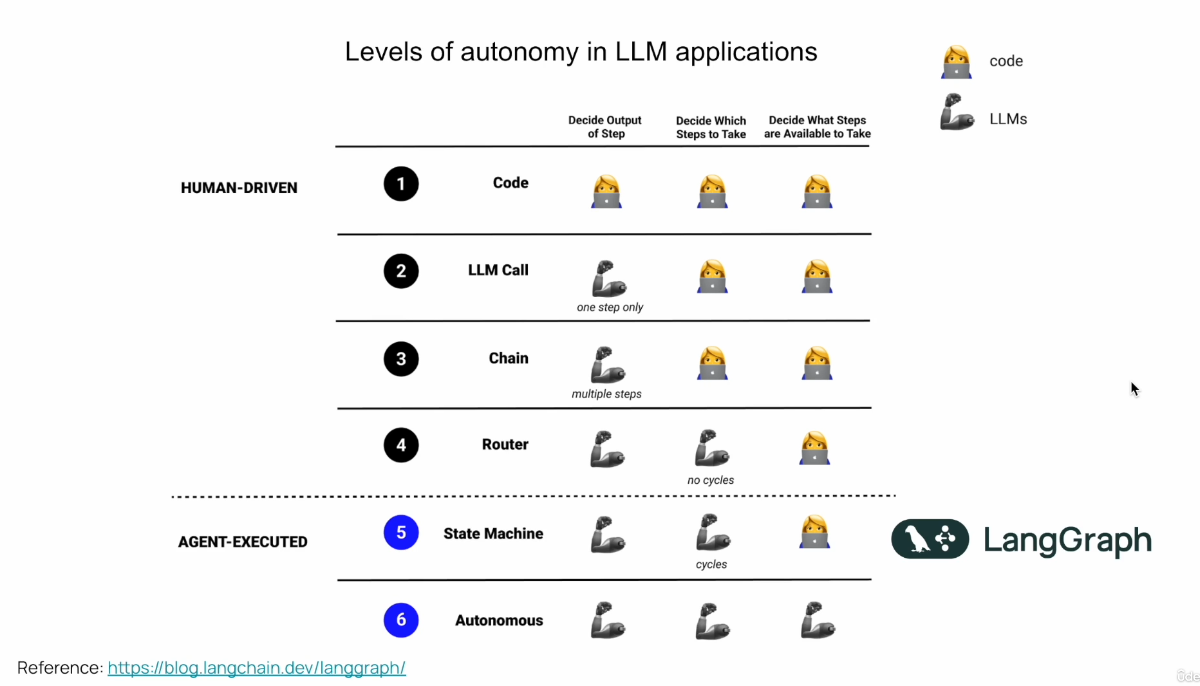 Levels of autonomy in LLM applications
code
LLMs
Decide Output
of Step
Decide Which
Steps to Take
Decide What Steps
are Available to Take
HUMAN-DRIVEN
1
Code
2
LLM Call
one step only
3
Chain
multiple steps
4
Router
no cycles
AGENT-EXECUTED
5
State Machine
cycles
LangGraph
6
Autonomous
Reference: https://blog.langchain.dev/langgraph/